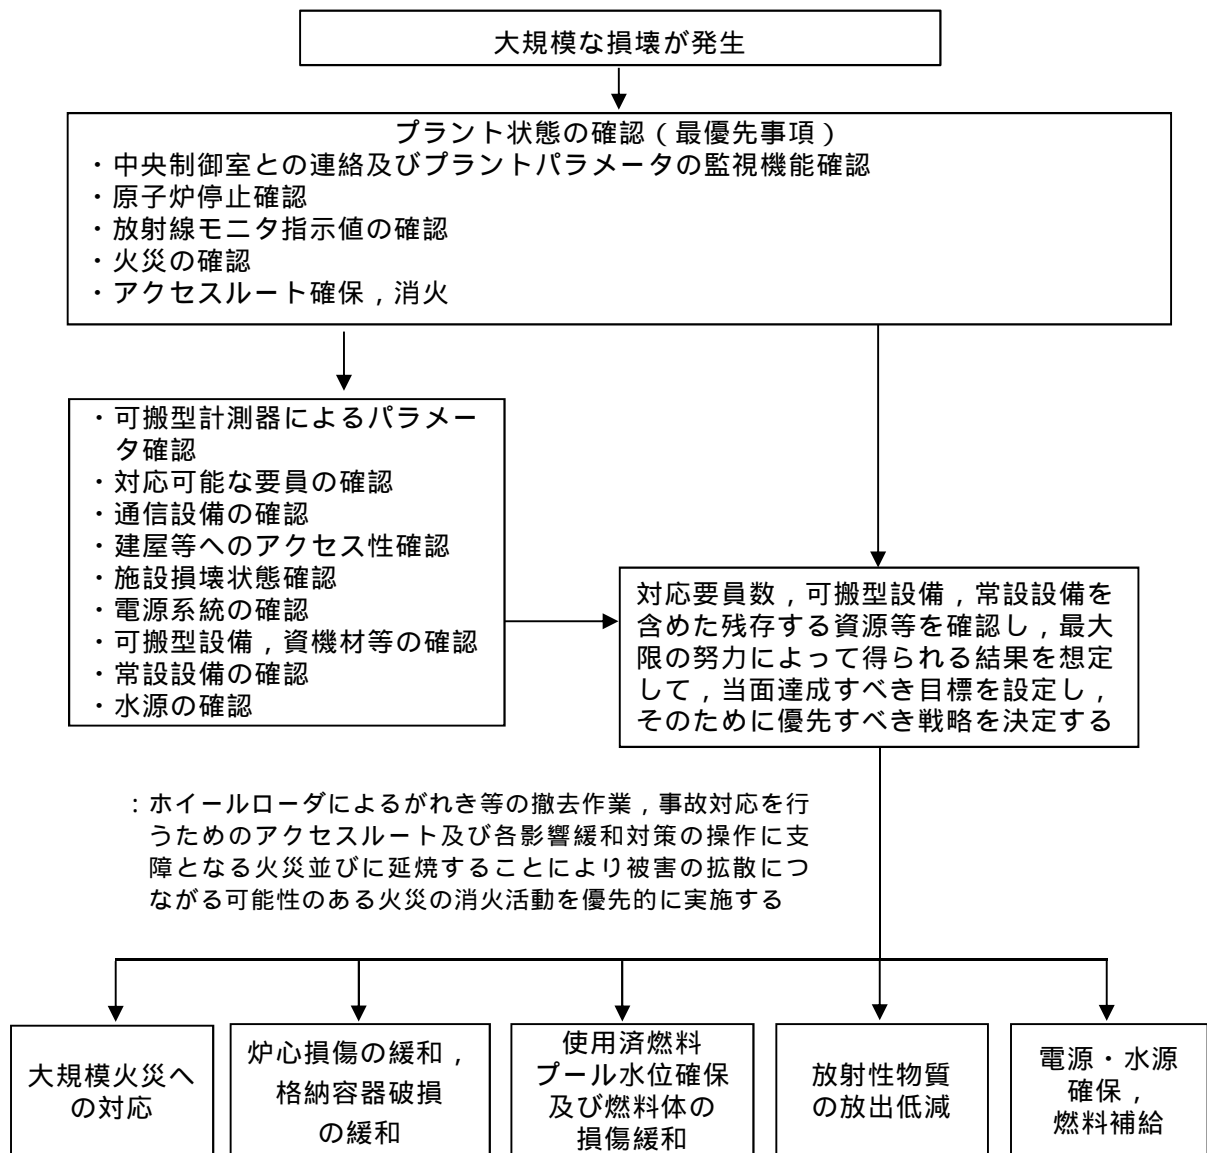 大規模な損壊が発生
プラント状態の確認（最優先事項）
・中央制御室との連絡及びプラントパラメータの監視機能確認
・原子炉停止確認
・放射線モニタ指示値の確認
・火災の確認
・アクセスルート確保，消火
・可搬型計測器によるパラメー
タ確認
・対応可能な要員の確認
・通信設備の確認
・建屋等へのアクセス性確認
・施設損壊状態確認
・電源系統の確認
・可搬型設備，資機材等の確認
・常設設備の確認
・水源の確認
対応要員数，可搬型設備，常設設備を
含めた残存する資源等を確認し，最大
限の努力によって得られる結果を想定
して，当面達成すべき目標を設定し，
そのために優先すべき戦略を決定する
：ホイールローダによるがれき等の撤去作業，事故対応を行
うためのアクセスルート及び各影響緩和対策の操作に支
障となる火災並びに延焼することにより被害の拡散につ
ながる可能性のある火災の消火活動を優先的に実施する
大規模火災へ
の対応
炉心損傷の緩和，
格納容器破損
の緩和
使用済燃料
プール水位確保
及び燃料体の
損傷緩和
放射性物質
の放出低減
電源・水源
確保，
燃料補給